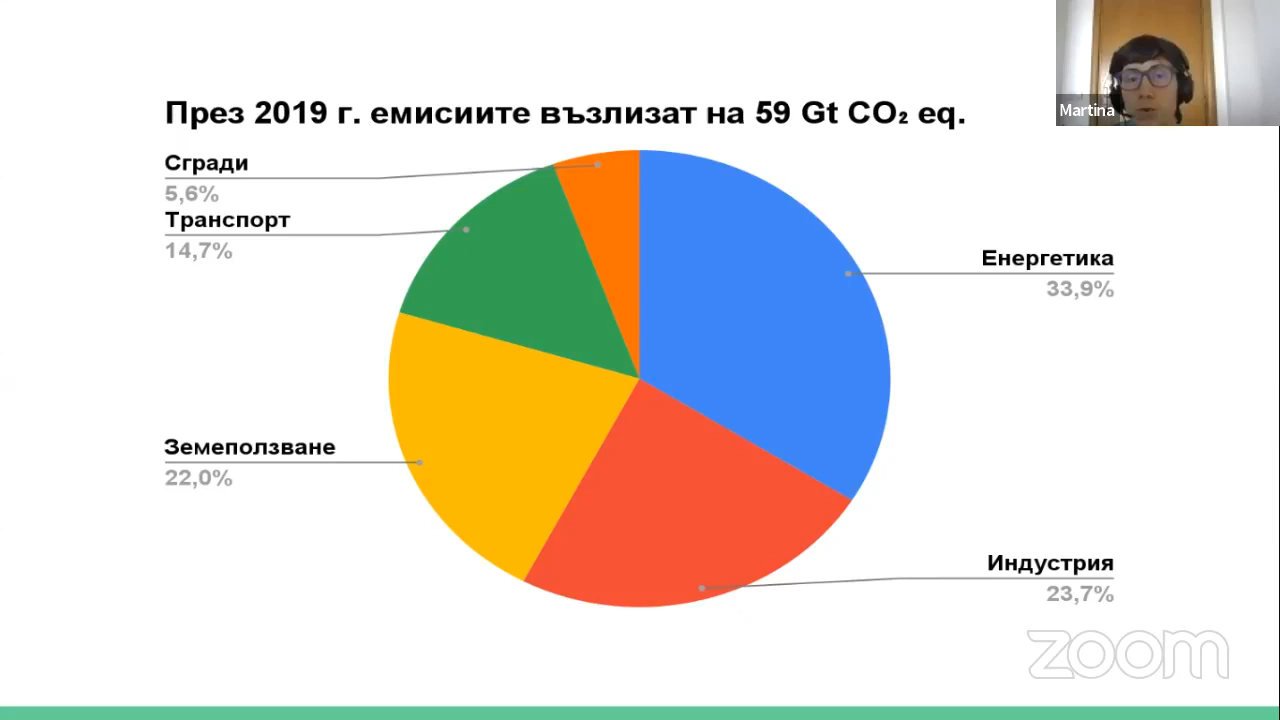 Martina
През 2019 г. емисиите възлизат на 59 Gt CO₂ eq.
Сгради
5,6%
Транспорт
14,7%
Енергетика
33,9%
Земеползване
22,0%
Индустрия
23,7%
zoom